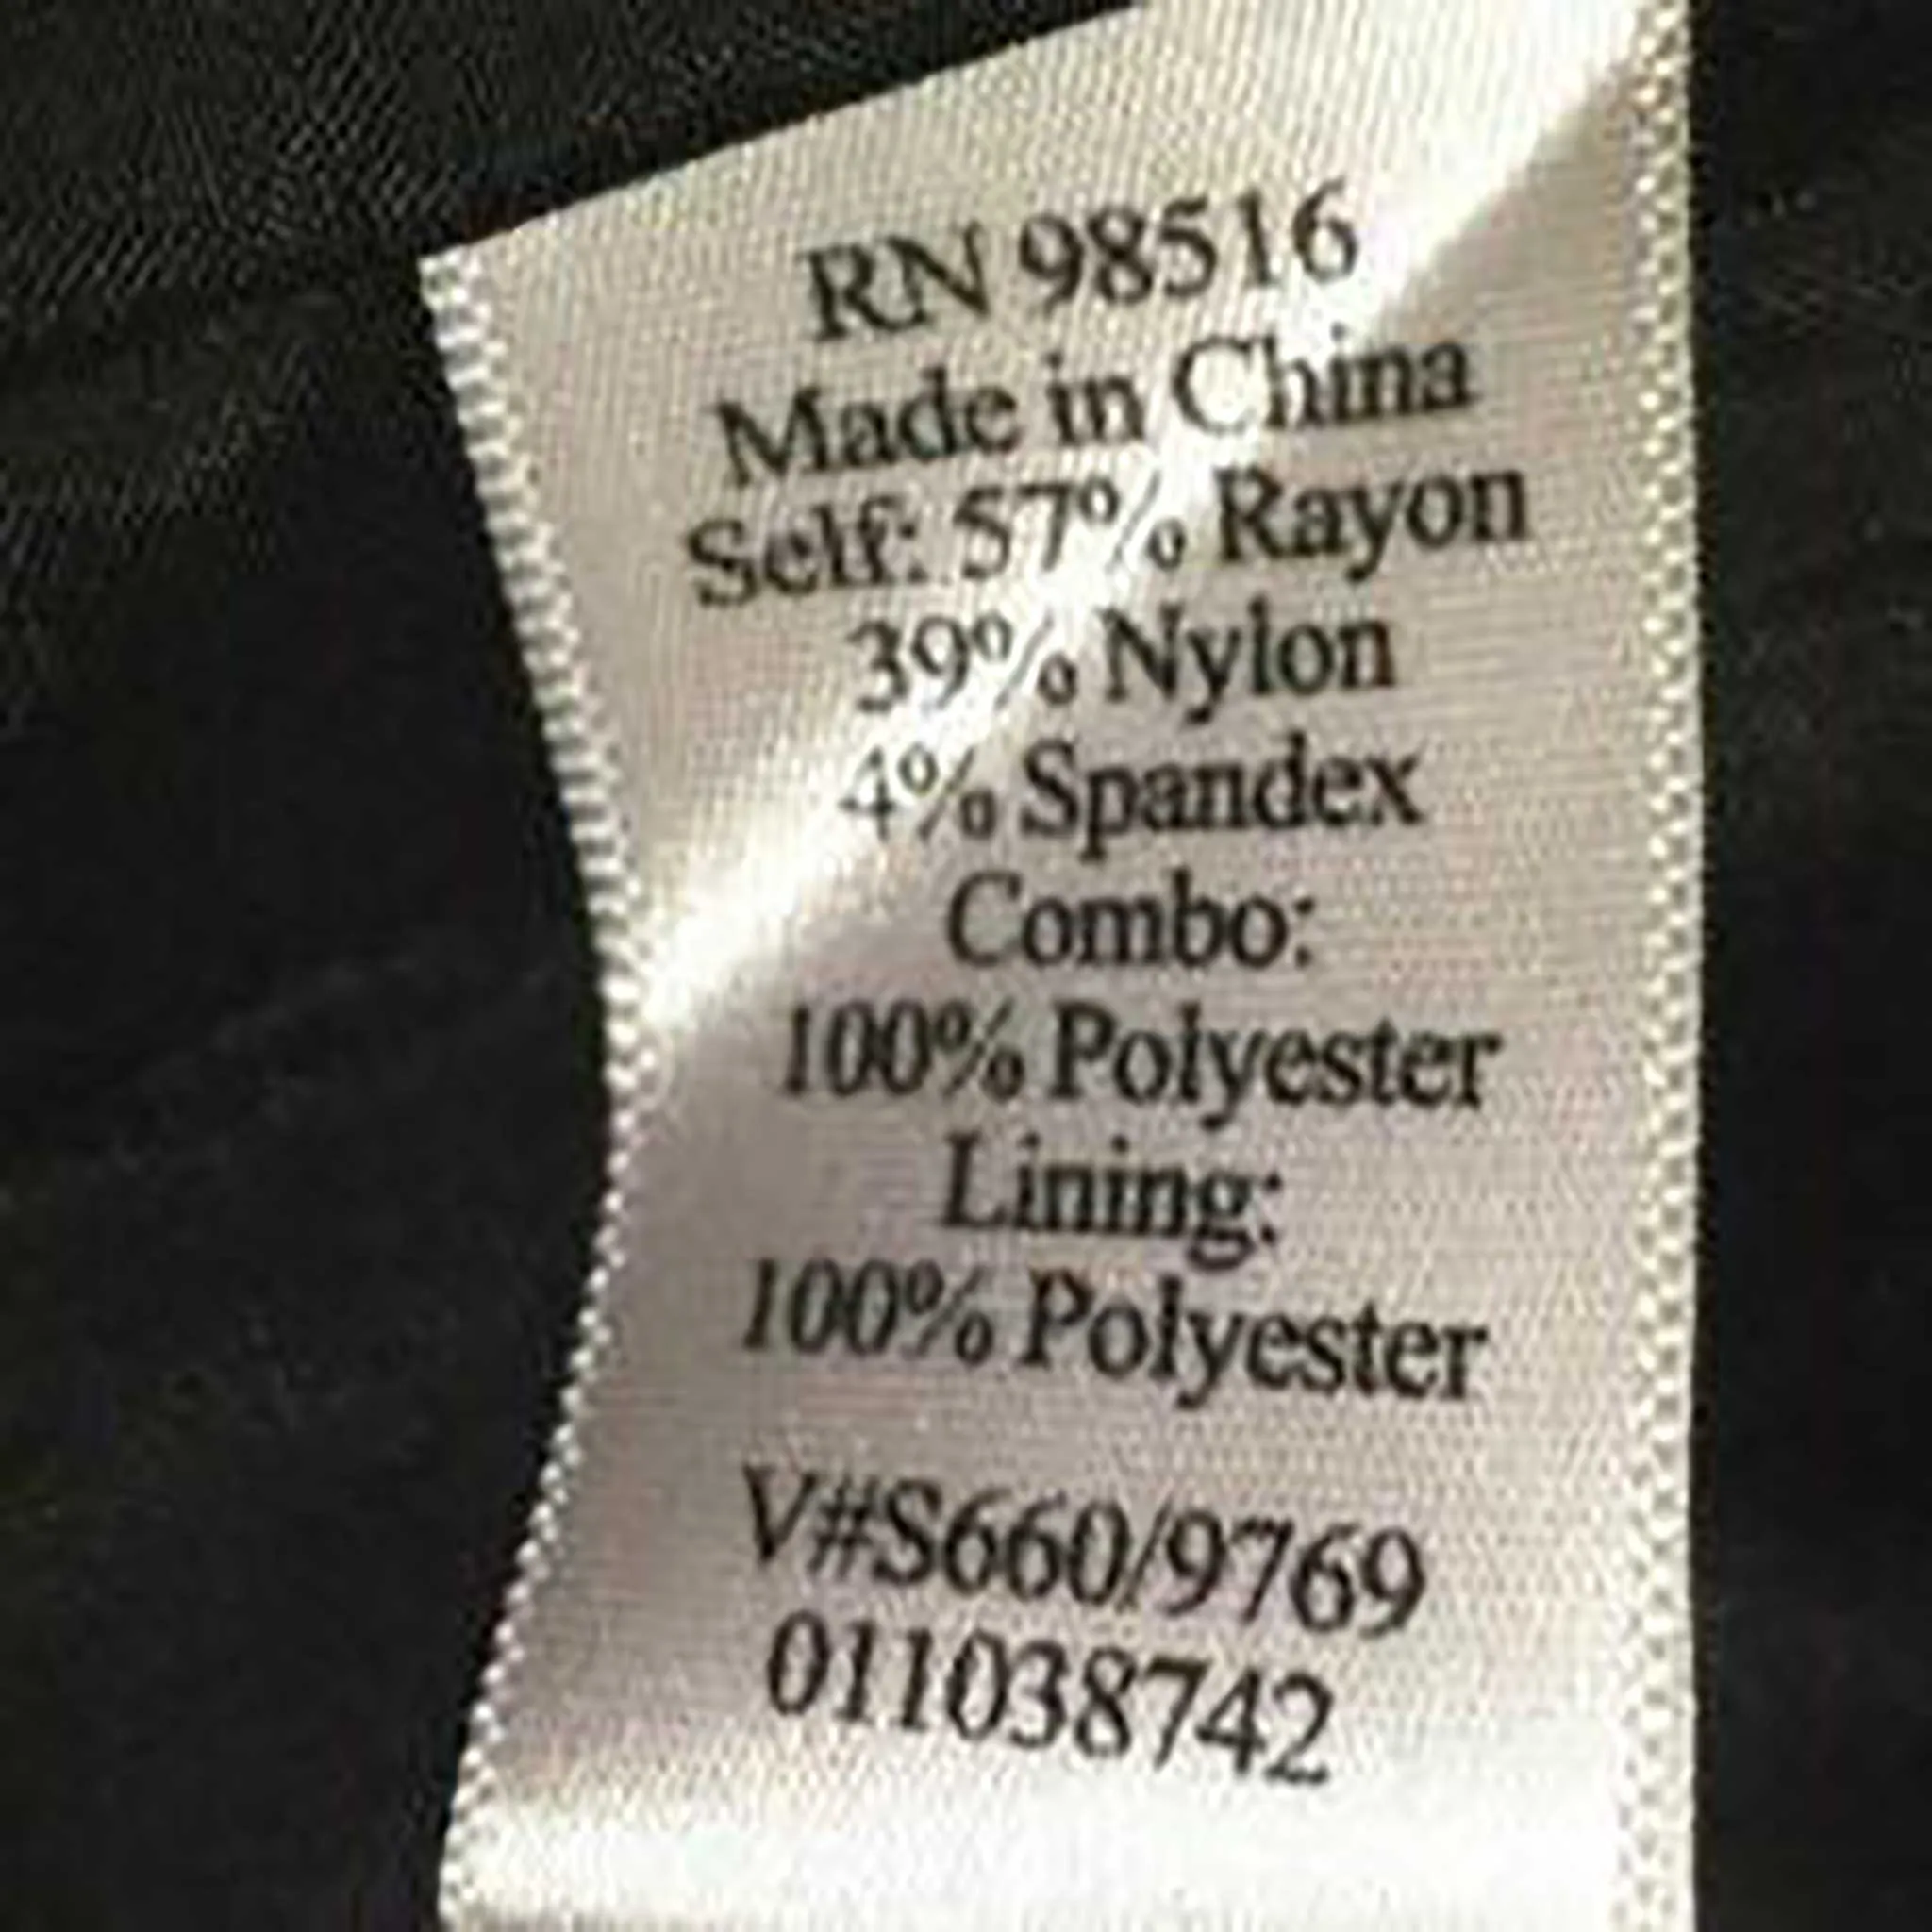 RN 98516
Made in China
Self: 57% Rayon
39% Nylon
4% Spandex
Combo:
100% Polyester
Lining:
100% Polyester
V#S660/9769
011038742